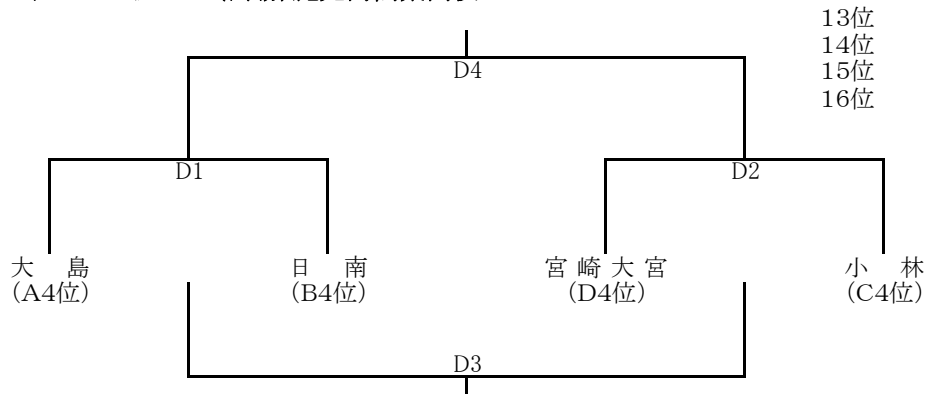 13位
14位
15位
16位
D4
D1
D2
大 島
(A4位)
日 南
(B4位)
宮 崎 大 宮
(D4位)
小 林
(C4位)
D3